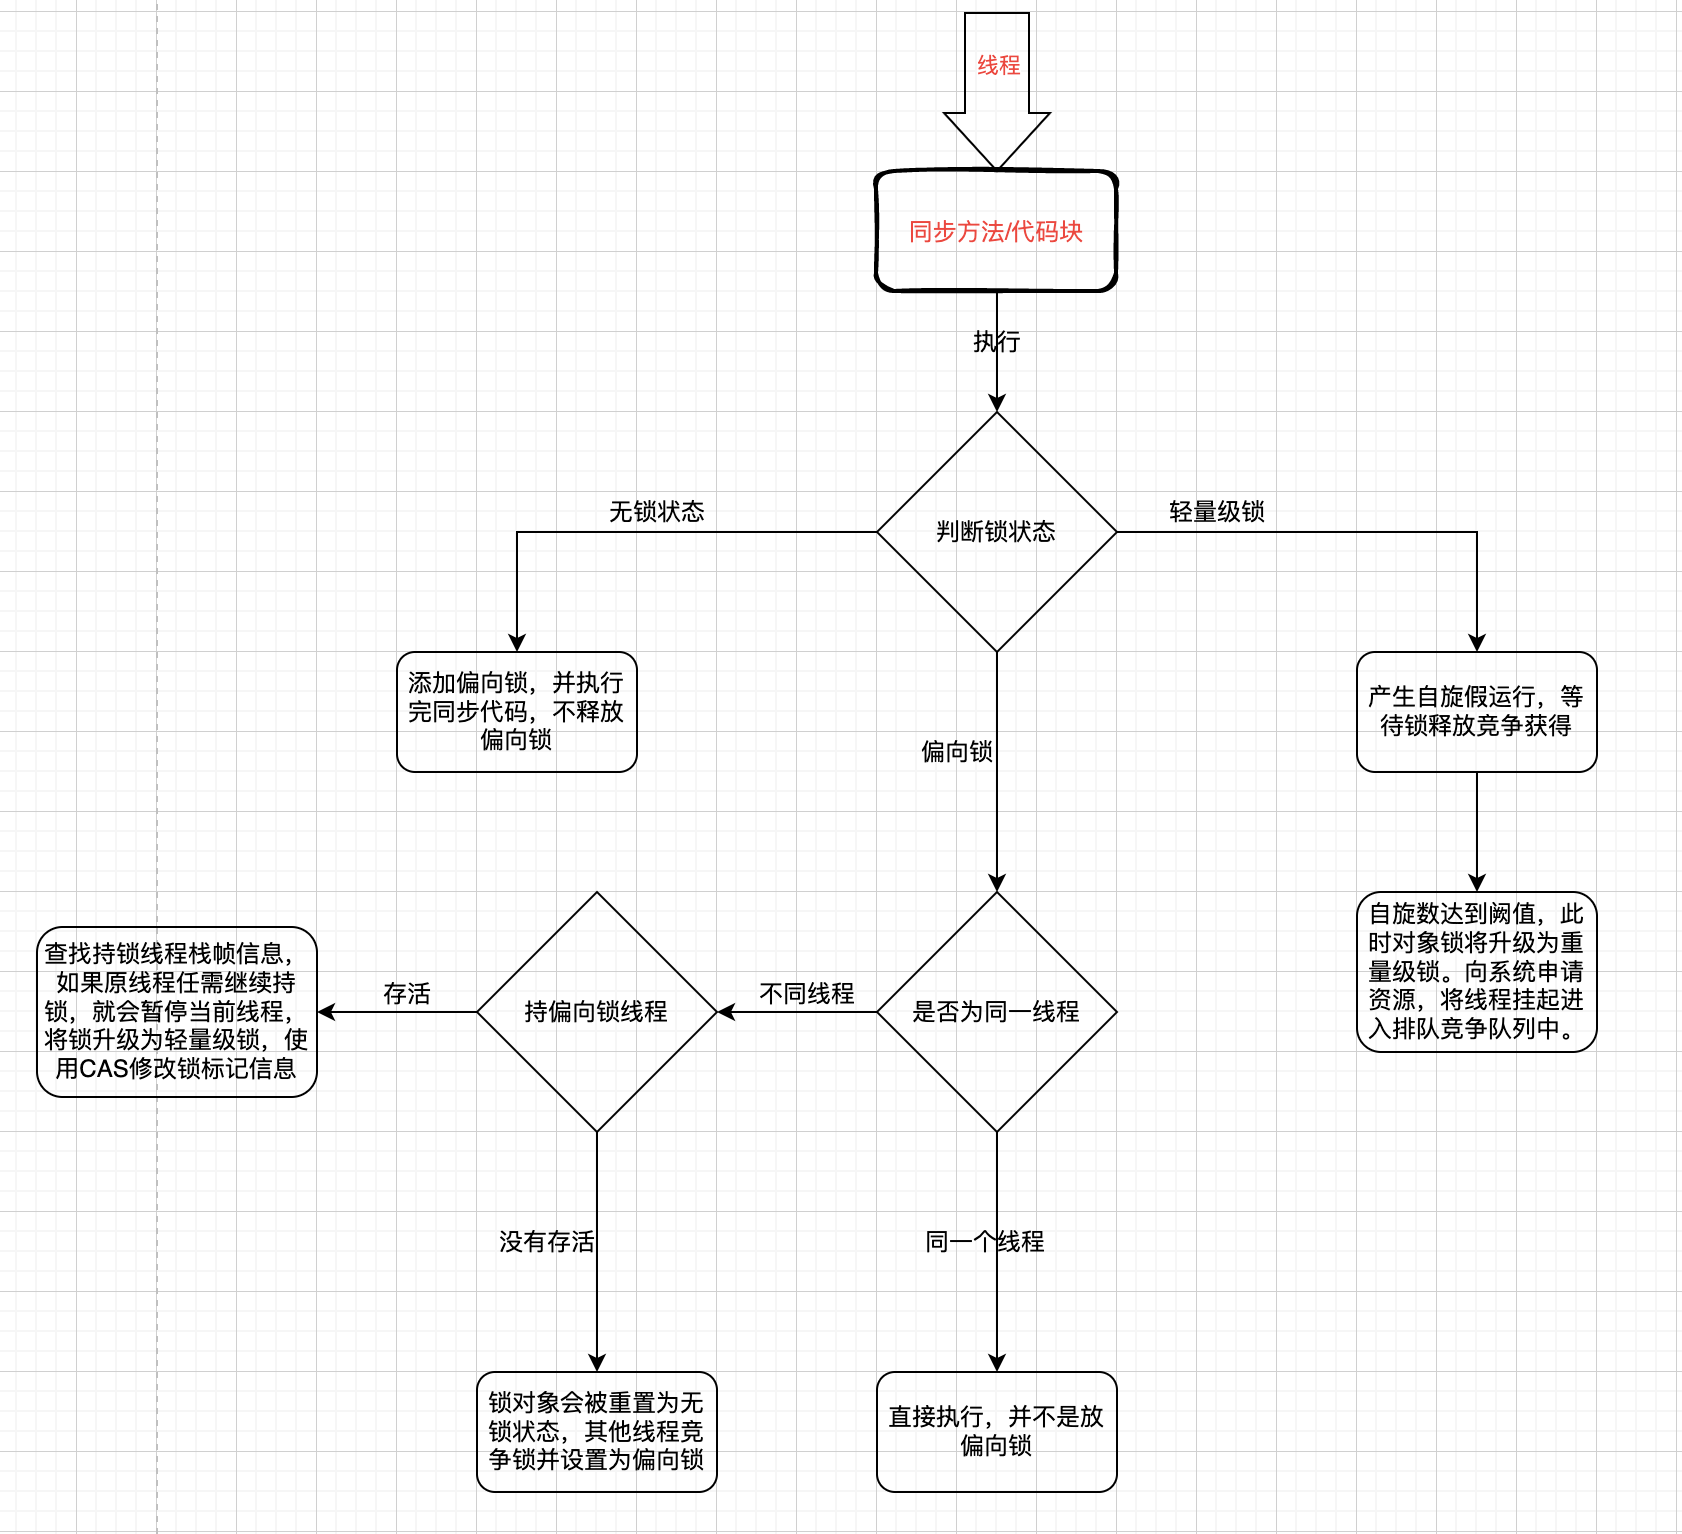 线程
同步方法/代码块
执行
无锁状态
轻量级锁
判断锁状态
添加偏向锁，并执行
完同步代码，不释放
偏向锁
产生自旋假运行，等
待锁释放竞争获得
偏向锁
自旋数达到阙值，此
时对象锁将升级为重
量级锁。向系统申请
资源，将线程挂起进
入排队竞争队列中。
查找持锁线程栈帧信息，
如果原线程任需继续持
锁，就会暂停当前线程，
将锁升级为轻量级锁，使
用CAS修改锁标记信息
存活
持偏向锁线程
不同线程
是否为同一线程
没有存活
同一个线程
锁对象会被重置为无
锁状态，其他线程竞
争锁并设置为偏向锁
直接执行，并不是放
偏向锁